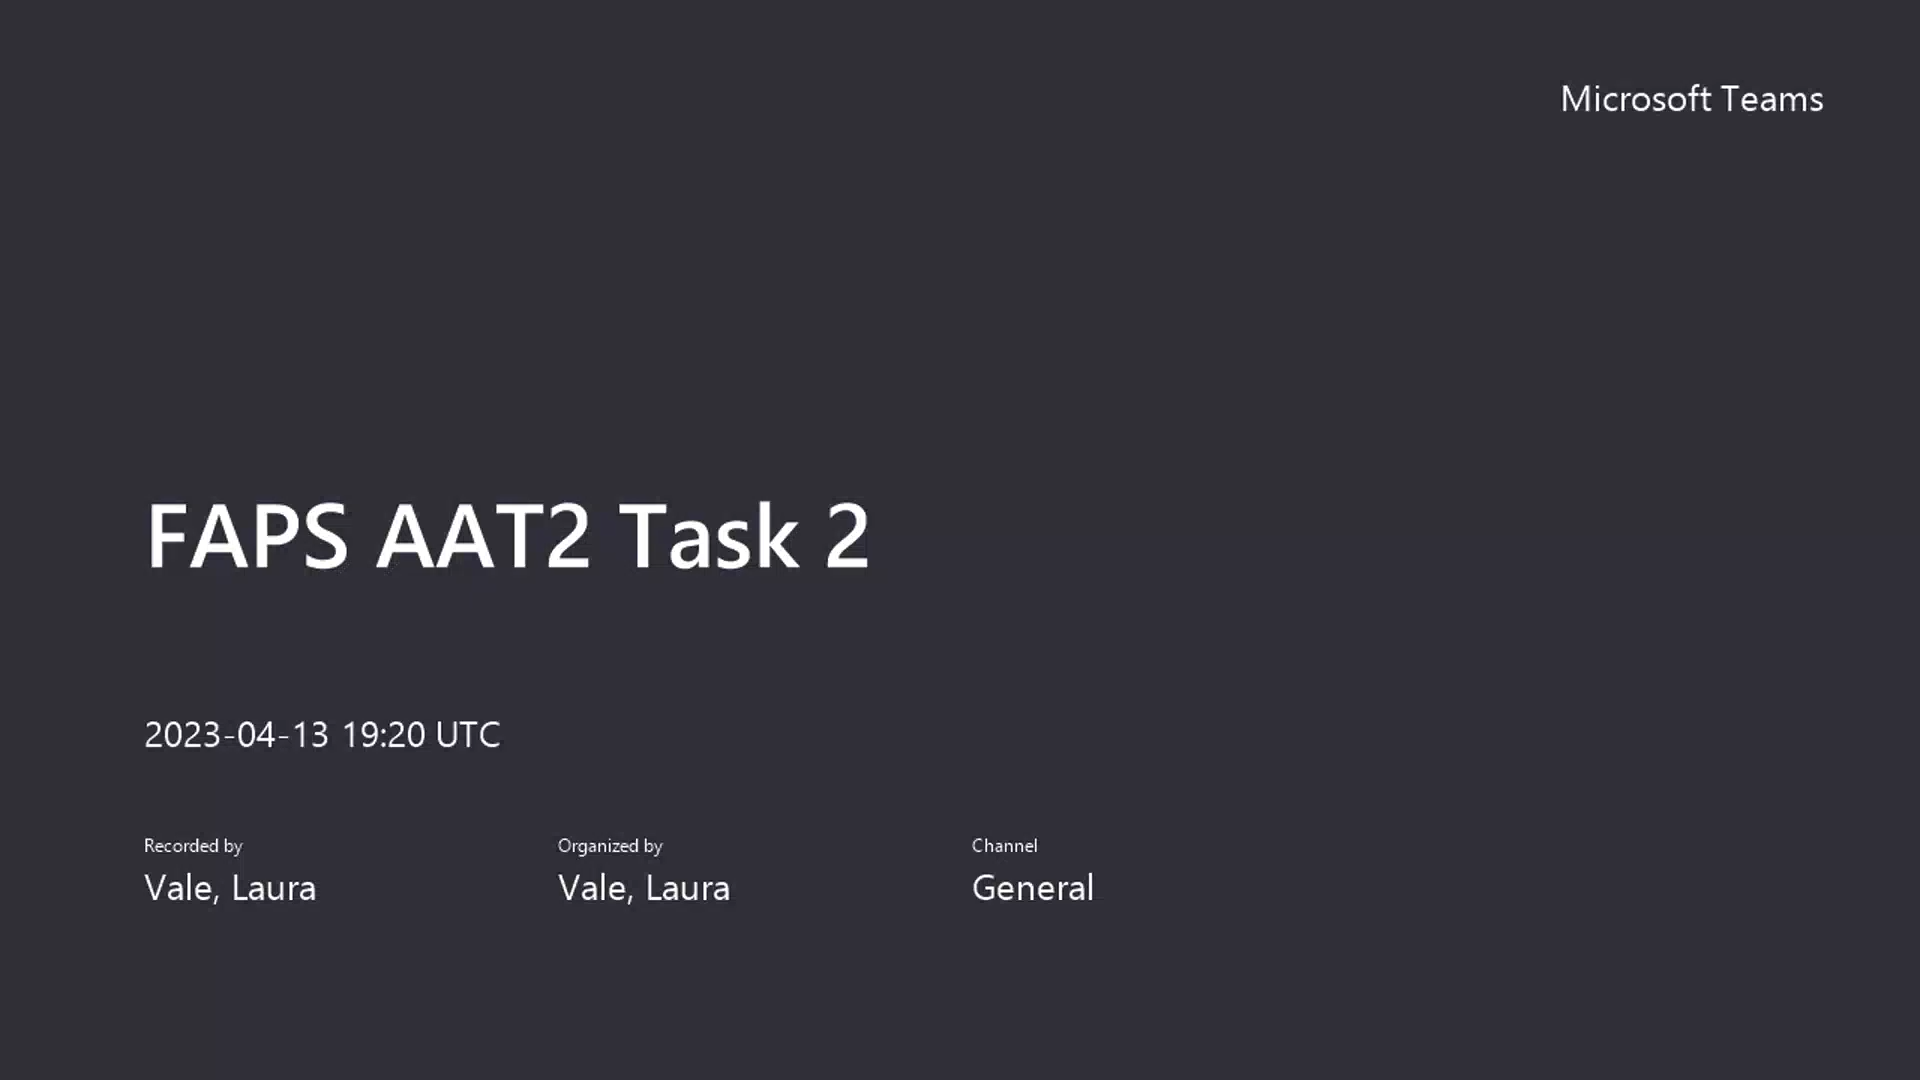 Microsoft Teams
FAPS AAT2 Task 2
2023-04-13 19:20 UTC
Recorded by
Vale, Laura
Organized by
Vale, Laura
Channel
General